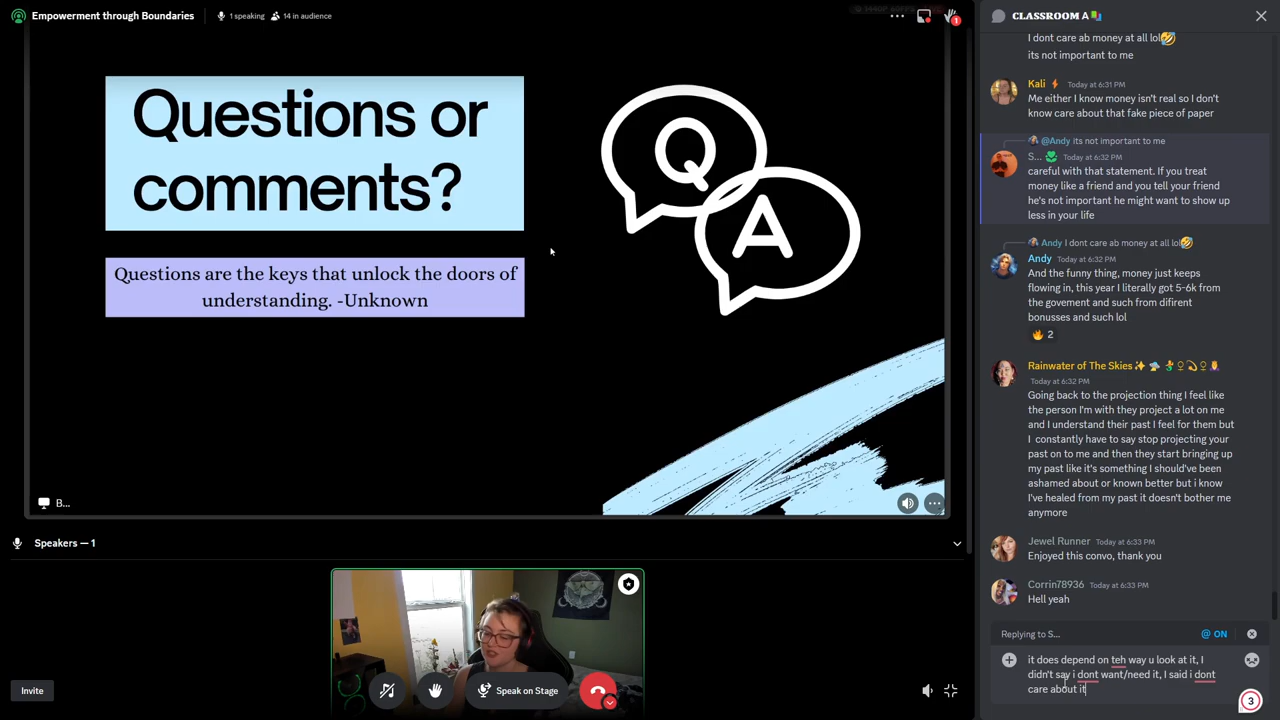 Empowerment through Boundaries
1 speaking
14 in audience
1
Questions or
comments?
Q
A
Questions are the keys that unlock the doors of
understanding. -Unknown
B...
Speakers — 1
Invite
Speak on Stage
CLASSROOM A
I dont care ab money at all lol🤣
its not important to me
Kali Today at 6:31 PM
Me either I know money isn't real so I don't
know care about that fake piece of paper
@Andy its not important to me
S... Today at 6:32 PM
careful with that statement. If you treat
money like a friend and you tell your friend
he's not important he might want to show up
less in your life
Andy I dont care ab money at all lol🤣
Andy Today at 6:32 PM
And the funny thing, money just keeps
flowing in, this year I literally got 5-6k from
the govement and such from difirent
bonusses and such lol
🔥 2
Rainwater of The Skies
Today at 6:32 PM
Going back to the projection thing I feel like
the person I'm with they project a lot on me
and I understand their past I feel for them but
I constantly have to say stop projecting your
past on to me and then they start bringing up
my past like it's something I should've been
ashamed about or known better but i know
I've healed from my past it doesn't bother me
anymore
Jewel Runner Today at 6:33 PM
Enjoyed this convo, thank you
Corrin78936 Today at 6:33 PM
Hell yeah
Replying to S... @ ON
it does depend on teh way u look at it, I
didn't say i dont want/need it, I said i dont
care about it
3